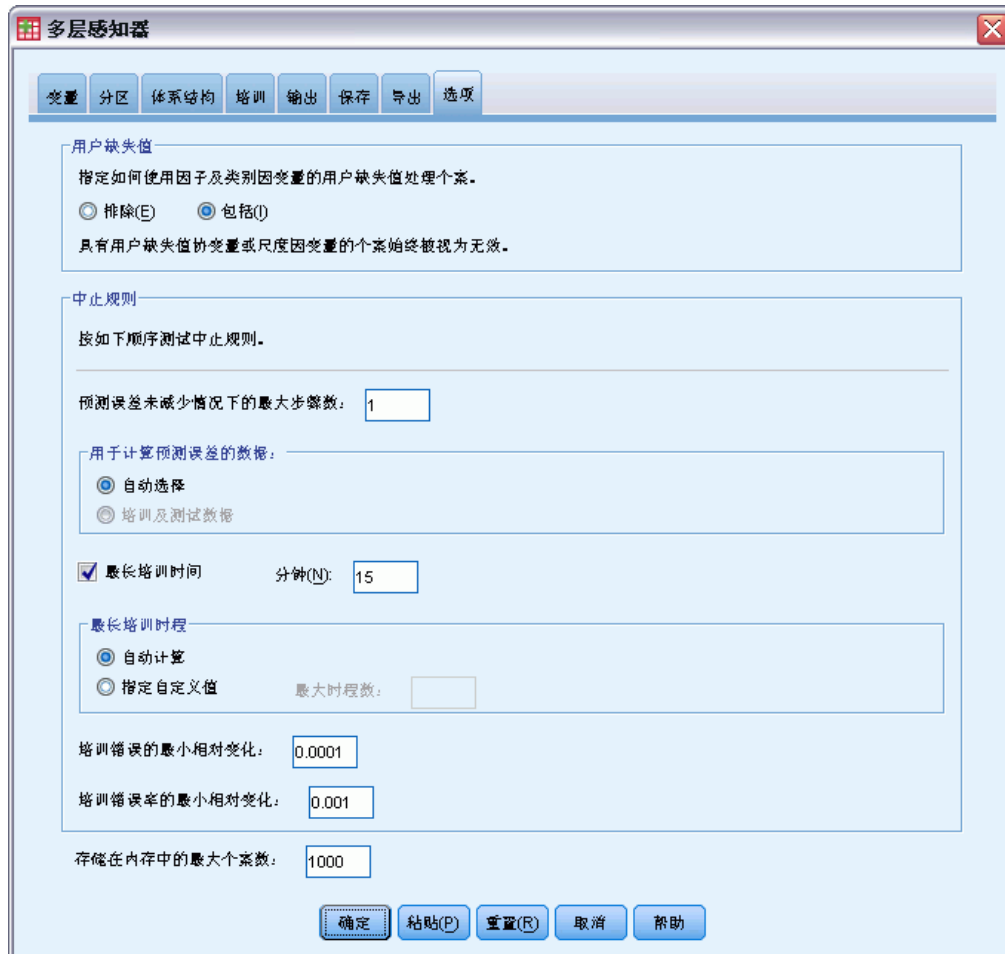 多层感知器
变量 分区 体系结构 培训 输出 保存 导出 选项
用户缺失值
指定如何使用因子及类别因变量的用户缺失值处理个案。
排除(E) 包括(I)
具有用户缺失值协变量或尺度因变量的个案始终被视为无效。
中止规则
按如下顺序测试中止规则。
预测误差未减少情况下的最大步骤数： 1
用于计算预测误差的数据：
自动选择
培训及测试数据
最长培训时间 分钟(N): 15
最长培训时程
自动计算
指定自定义值 最大时程数：
培训错误的最小相对变化： 0.0001
培训错误率的最小相对变化： 0.001
存储在内存中的最大个案数： 1000
确定 粘贴(P) 重置(R) 取消 帮助